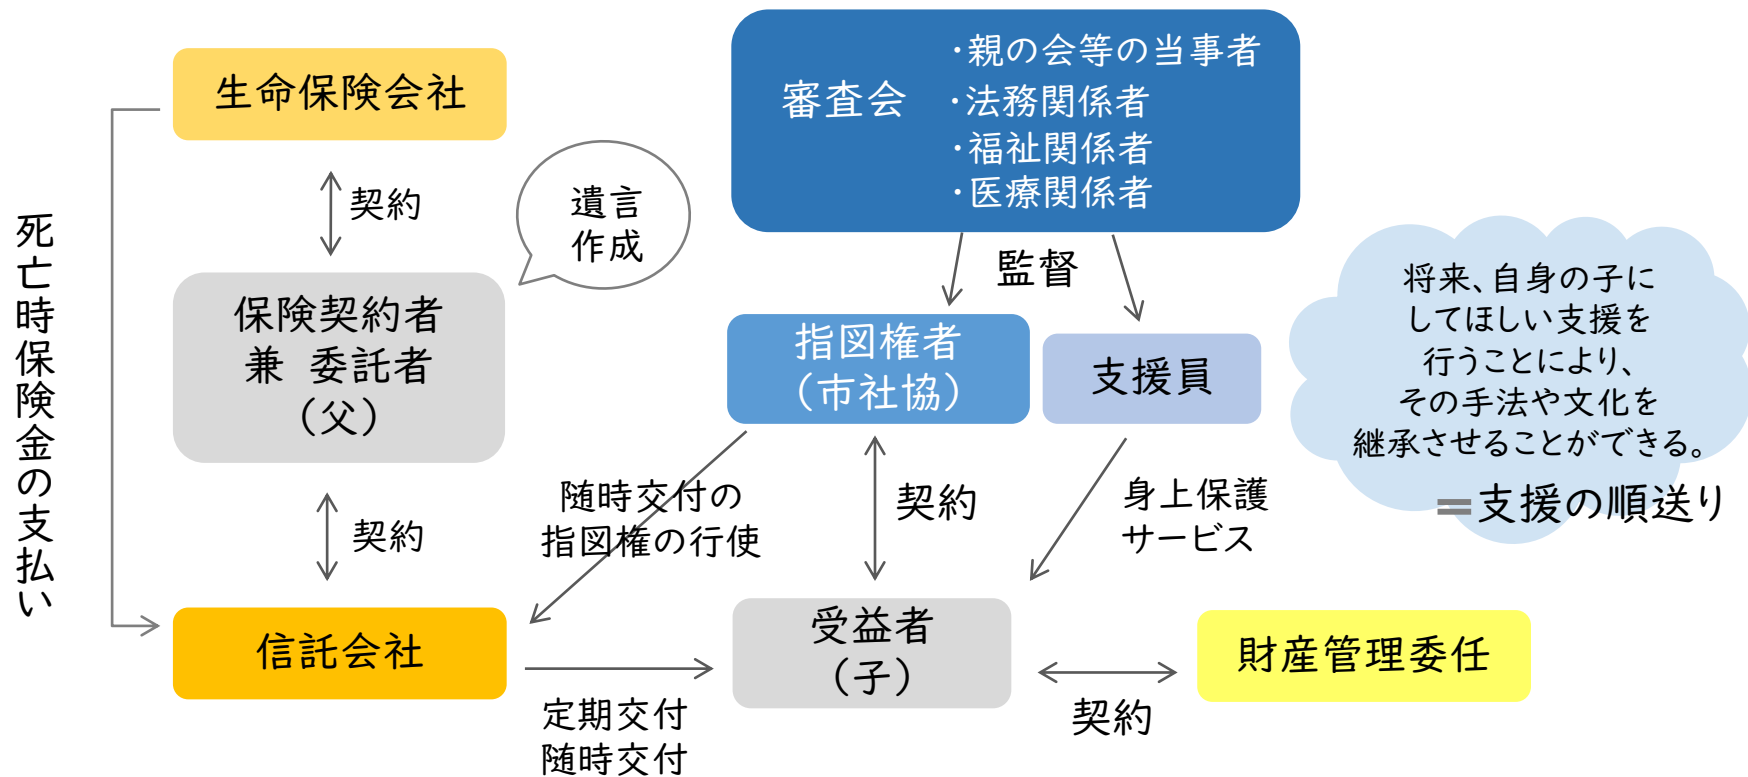 生命保険会社
契約
遺言
作成
保険契約者
兼 委託者
（父）
契約
信託会社
死亡時保険金の支払い
審査会
・親の会等の当事者
・法務関係者
・福祉関係者
・医療関係者
監督
指図権者
（市社協）
支援員
随時交付の
指図権の行使
契約
身上保護
サービス
受益者
（子）
定期交付
随時交付
契約
財産管理委任
将来、自身の子に
してほしい支援を
行うことにより、
その手法や文化を
継承させることができる。
＝支援の順送り